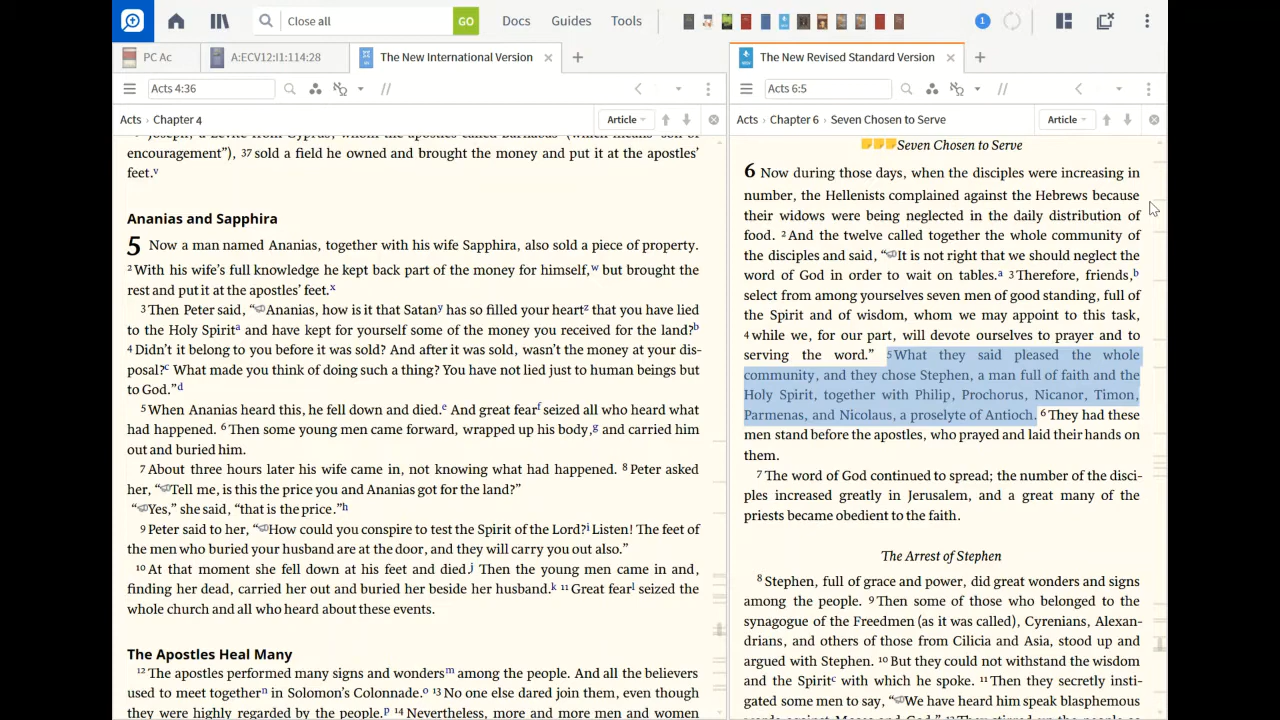 Close all
GO
Docs
Guides
Tools
1
PC Ac
A:ECV12:I1:114:28
The New International Version
Acts 4:36
Acts › Chapter 4
Article
encouragement”), 37 sold a field he owned and brought the money and put it at the apostles’
feet.v
Ananias and Sapphira
5 Now a man named Ananias, together with his wife Sapphira, also sold a piece of property.
2 With his wife’s full knowledge he kept back part of the money for himself,w but brought the
rest and put it at the apostles’ feet.x
3 Then Peter said, “Ananias, how is it that Satany has so filled your heartz that you have lied
to the Holy Spirita and have kept for yourself some of the money you received for the land?b
4 Didn’t it belong to you before it was sold? And after it was sold, wasn’t the money at your dis-
posal?c What made you think of doing such a thing? You have not lied just to human beings but
to God.”d
5 When Ananias heard this, he fell down and died.e And great fearf seized all who heard what
had happened. 6 Then some young men came forward, wrapped up his body,g and carried him
out and buried him.
7 About three hours later his wife came in, not knowing what had happened. 8 Peter asked
her, “Tell me, is this the price you and Ananias got for the land?”
“Yes,” she said, “that is the price.”h
9 Peter said to her, “How could you conspire to test the Spirit of the Lord?i Listen! The feet of
the men who buried your husband are at the door, and they will carry you out also.”
10 At that moment she fell down at his feet and died.j Then the young men came in and,
finding her dead, carried her out and buried her beside her husband.k 11 Great fearl seized the
whole church and all who heard about these events.
The Apostles Heal Many
12 The apostles performed many signs and wondersm among the people. And all the believers
used to meet togethern in Solomon’s Colonnade.o 13 No one else dared join them, even though
they were highly regarded by the people.p 14 Nevertheless, more and more men and women
The New Revised Standard Version
Acts 6:5
Acts › Chapter 6 › Seven Chosen to Serve
Article
Seven Chosen to Serve
6 Now during those days, when the disciples were increasing in
number, the Hellenists complained against the Hebrews because
their widows were being neglected in the daily distribution of
food. 2 And the twelve called together the whole community of
the disciples and said, “It is not right that we should neglect the
word of God in order to wait on tables.a 3 Therefore, friends,b
select from among yourselves seven men of good standing, full of
the Spirit and of wisdom, whom we may appoint to this task,
4 while we, for our part, will devote ourselves to prayer and to
serving the word.” 5 What they said pleased the whole
community, and they chose Stephen, a man full of faith and the
Holy Spirit, together with Philip, Prochorus, Nicanor, Timon,
Parmenas, and Nicolaus, a proselyte of Antioch. 6 They had these
men stand before the apostles, who prayed and laid their hands on
them.
7 The word of God continued to spread; the number of the disci-
ples increased greatly in Jerusalem, and a great many of the
priests became obedient to the faith.
The Arrest of Stephen
8 Stephen, full of grace and power, did great wonders and signs
among the people. 9 Then some of those who belonged to the
synagogue of the Freedmen (as it was called), Cyrenians, Alexan-
drians, and others of those from Cilicia and Asia, stood up and
argued with Stephen. 10 But they could not withstand the wisdom
and the Spiritc with which he spoke. 11 Then they secretly insti-
gated some men to say, “We have heard him speak blasphemous